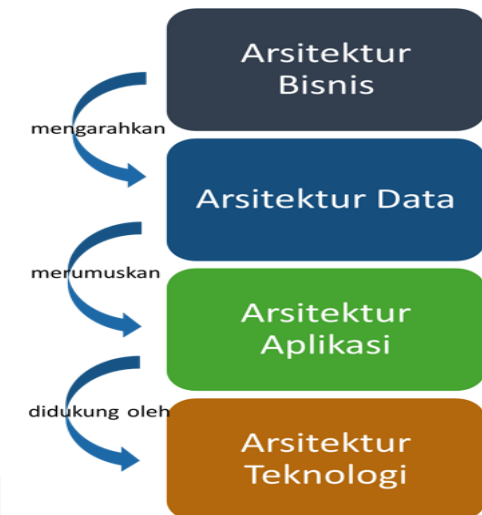 Arsitektur
Bisnis
mengarahkan
Arsitektur Data
merumuskan
Arsitektur
Aplikasi
didukung oleh
Arsitektur
Teknologi